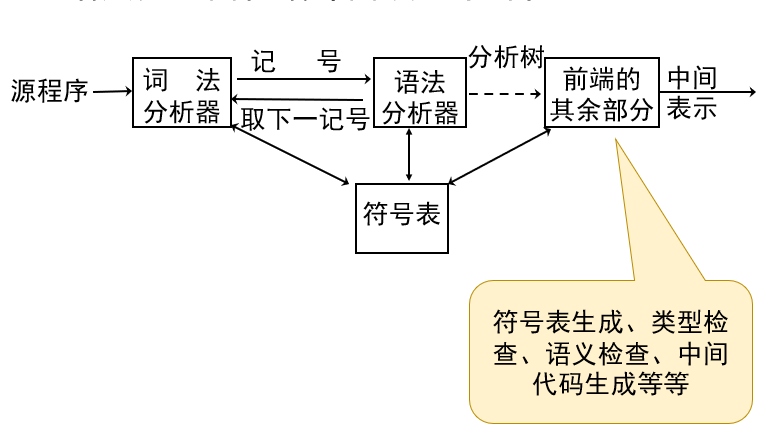 源程序
词 法
分析器
记 号
取下一记号
语法
分析器
分析树
前端的
其余部分
中间
表示
符号表
符号表生成、类型检
查、语义检查、中间
代码生成等等